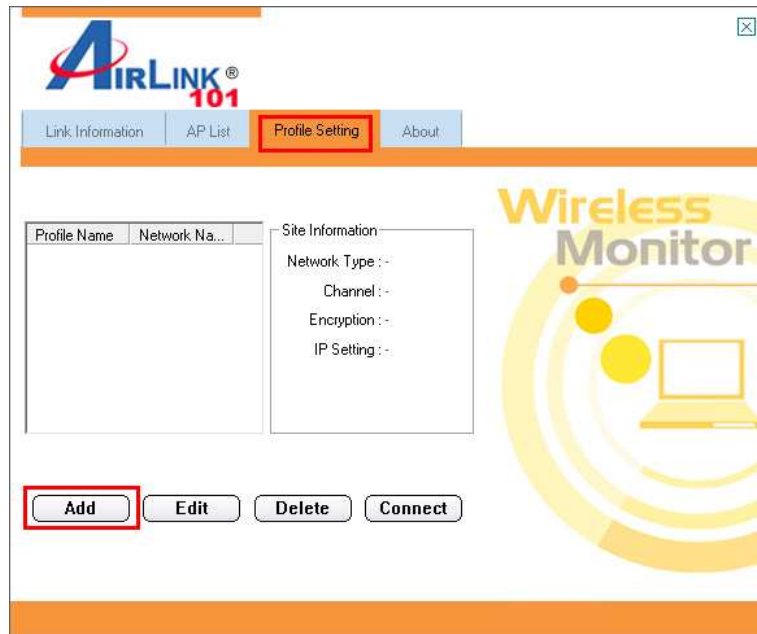 AIRLINK®
101
Link Information AP List Profile Setting About
Wireless
Monitor
Profile Name Network Na...
Site Information
Network Type : -
Channel : -
Encryption : -
IP Setting : -
Add Edit Delete Connect